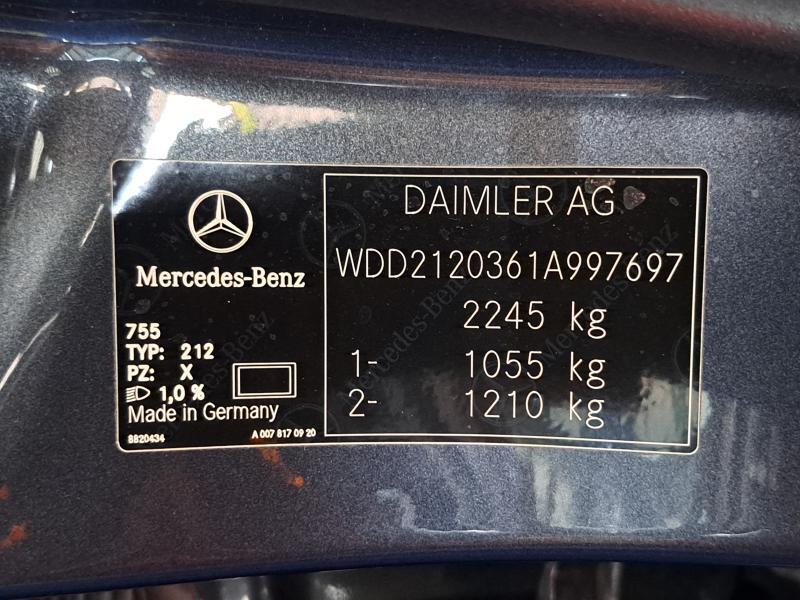 Mercedes-Benz
755
TYP: 212
PZ: X
1,0 %
Made in Germany
8820434
A 007 817 09 20
DAIMLER AG
WDD2120361A997697
2245 kg
1- 1055 kg
2- 1210 kg